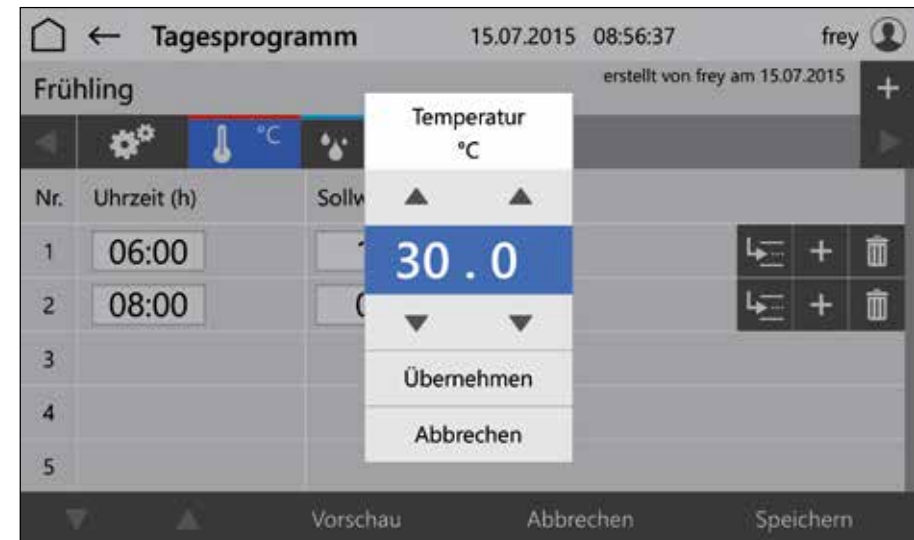 Tagesprogramm 15.07.2015 08:56:37 frey
Frühling erstellt von frey am 15.07.2015
+
°C
Temperatur
°C
Nr. Uhrzeit (h)
30 . 0
1 06:00 +
2 08:00 +
3
4
5
Übernehmen
Abbrechen
Vorschau Abbrechen Speichern